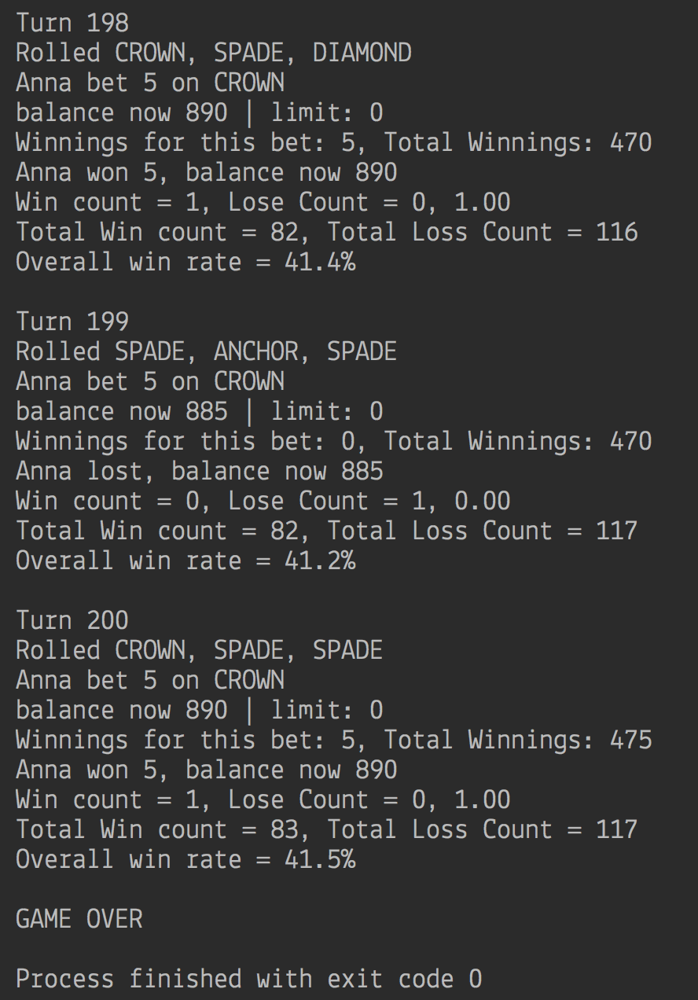 Turn 198
Rolled CROWN, SPADE, DIAMOND
Anna bet 5 on CROWN
balance now 890 | limit: 0
Winnings for this bet: 5, Total Winnings: 470
Anna won 5, balance now 890
Win count = 1, Lose Count = 0, 1.00
Total Win count = 82, Total Loss Count = 116
Overall win rate = 41.4%

Turn 199
Rolled SPADE, ANCHOR, SPADE
Anna bet 5 on CROWN
balance now 885 | limit: 0
Winnings for this bet: 0, Total Winnings: 470
Anna lost, balance now 885
Win count = 0, Lose Count = 1, 0.00
Total Win count = 82, Total Loss Count = 117
Overall win rate = 41.2%

Turn 200
Rolled CROWN, SPADE, SPADE
Anna bet 5 on CROWN
balance now 890 | limit: 0
Winnings for this bet: 5, Total Winnings: 475
Anna won 5, balance now 890
Win count = 1, Lose Count = 0, 1.00
Total Win count = 83, Total Loss Count = 117
Overall win rate = 41.5%

GAME OVER

Process finished with exit code 0